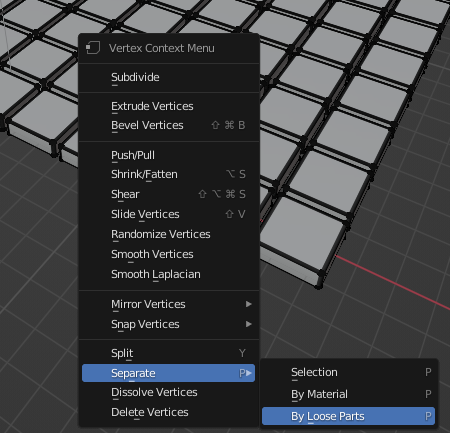 Vertex Context Menu
Subdivide
Extrude Vertices
Bevel Vertices ⇧ ⌘ B
Push/Pull
Shrink/Fatten ⌥ S
Shear ⇧ ⌥ ⌘ S
Slide Vertices ⇧ V
Randomize Vertices
Smooth Vertices
Smooth Laplacian
Mirror Vertices ▶
Snap Vertices ▶
Split Y
Separate P▶
Dissolve Vertices
Delete Vertices
Selection P
By Material P
By Loose Parts P